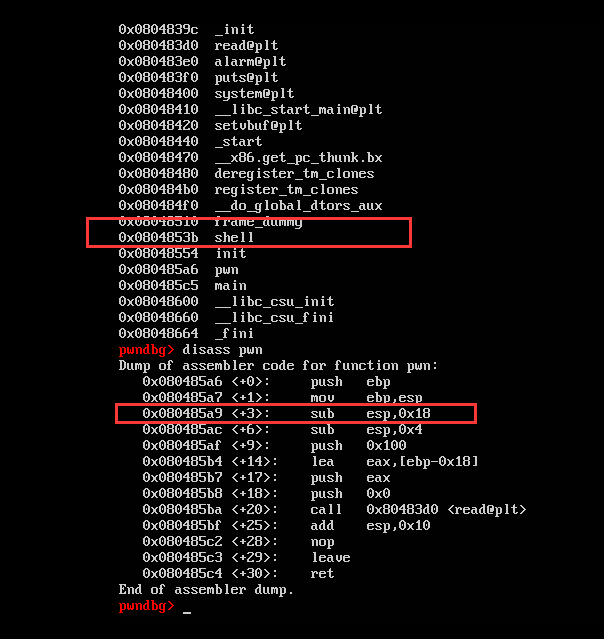 0x0804839c  _init
0x080483d0  read@plt
0x080483e0  alarm@plt
0x080483f0  puts@plt
0x08048400  system@plt
0x08048410  __libc_start_main@plt
0x08048420  setvbuf@plt
0x08048440  _start
0x08048470  __x86.get_pc_thunk.bx
0x08048480  deregister_tm_clones
0x080484b0  register_tm_clones
0x080484f0  __do_global_dtors_aux
0x08048510  frame_dummy
0x0804853b  shell
0x08048554  init
0x080485a6  pwn
0x080485c5  main
0x08048600  __libc_csu_init
0x08048660  __libc_csu_fini
0x08048664  _fini
pwndbg> disass pwn
Dump of assembler code for function pwn:
   0x080485a6 <+0>:     push   ebp
   0x080485a7 <+1>:     mov    ebp,esp
   0x080485a9 <+3>:     sub    esp,0x18
   0x080485ac <+6>:     sub    esp,0x4
   0x080485af <+9>:     push   0x100
   0x080485b4 <+14>:    lea    eax,[ebp-0x18]
   0x080485b7 <+17>:    push   eax
   0x080485b8 <+18>:    push   0x0
   0x080485ba <+20>:    call   0x80483d0 <read@plt>
   0x080485bf <+25>:    add    esp,0x10
   0x080485c2 <+28>:    nop
   0x080485c3 <+29>:    leave
   0x080485c4 <+30>:    ret
End of assembler dump.
pwndbg> _